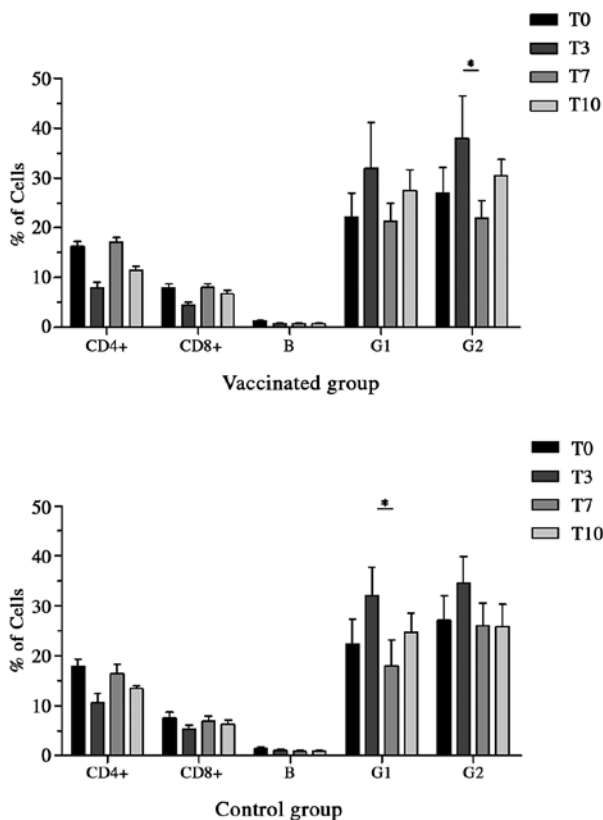 T0
T3
T7
T10
*
50
40
30
20
10
0
% of Cells
CD4+ CD8+ B G1 G2
Vaccinated group
T0
T3
T7
T10
*
50
40
30
20
10
0
% of Cells
CD4+ CD8+ B G1 G2
Control group